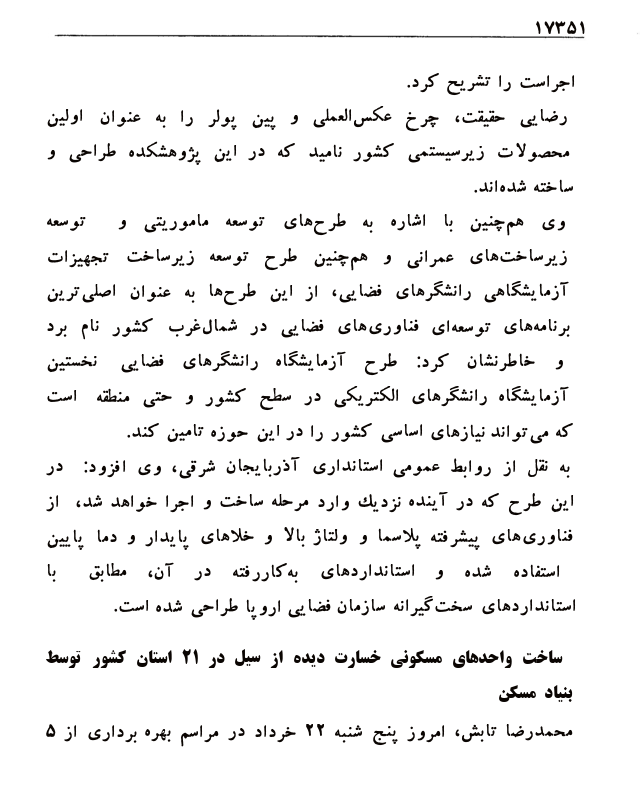 ۱۷۳۵۱
اجراست را تشریح کرد.
رضایی حقیقت، چرخ عکس‌العملی و پین پولر را به عنوان اولین
محصولات زیرسیستمی کشور نامید که در این پژوهشکده طراحی و
ساخته شده‌اند.
وی هم‌چنین با اشاره به طرح‌های توسعه ماموریتی و توسعه
زیرساخت‌های عمرانی و هم‌چنین طرح توسعه زیرساخت تجهیزات
آزمایشگاهی رانشگرهای فضایی، از این طرح‌ها به عنوان اصلی‌ترین
برنامه‌های توسعه‌ای فناوری‌های فضایی در شمال‌غرب کشور نام برد
و خاطرنشان کرد: طرح آزمایشگاه رانشگرهای فضایی نخستین
آزمایشگاه رانشگرهای الکتریکی در سطح کشور و حتی منطقه است
که می‌تواند نیازهای اساسی کشور را در این حوزه تامین کند.
به نقل از روابط عمومی استانداری آذربایجان شرقی، وی افزود: در
این طرح که در آینده نزدیك وارد مرحله ساخت و اجرا خواهد شد، از
فناوری‌های پیشرفته پلاسما و ولتاژ بالا و خلاهای پایدار و دما پایین
استفاده شده و استانداردهای به‌کاررفته در آن، مطابق با
استانداردهای سخت‌گیرانه سازمان فضایی اروپا طراحی شده است.
ساخت واحدهای مسکونی خسارت دیده از سیل در ۲۱ استان کشور توسط
بنیاد مسکن
محمدرضا تابش، امروز پنج شنبه ۲۲ خرداد در مراسم بهره برداری از ۵